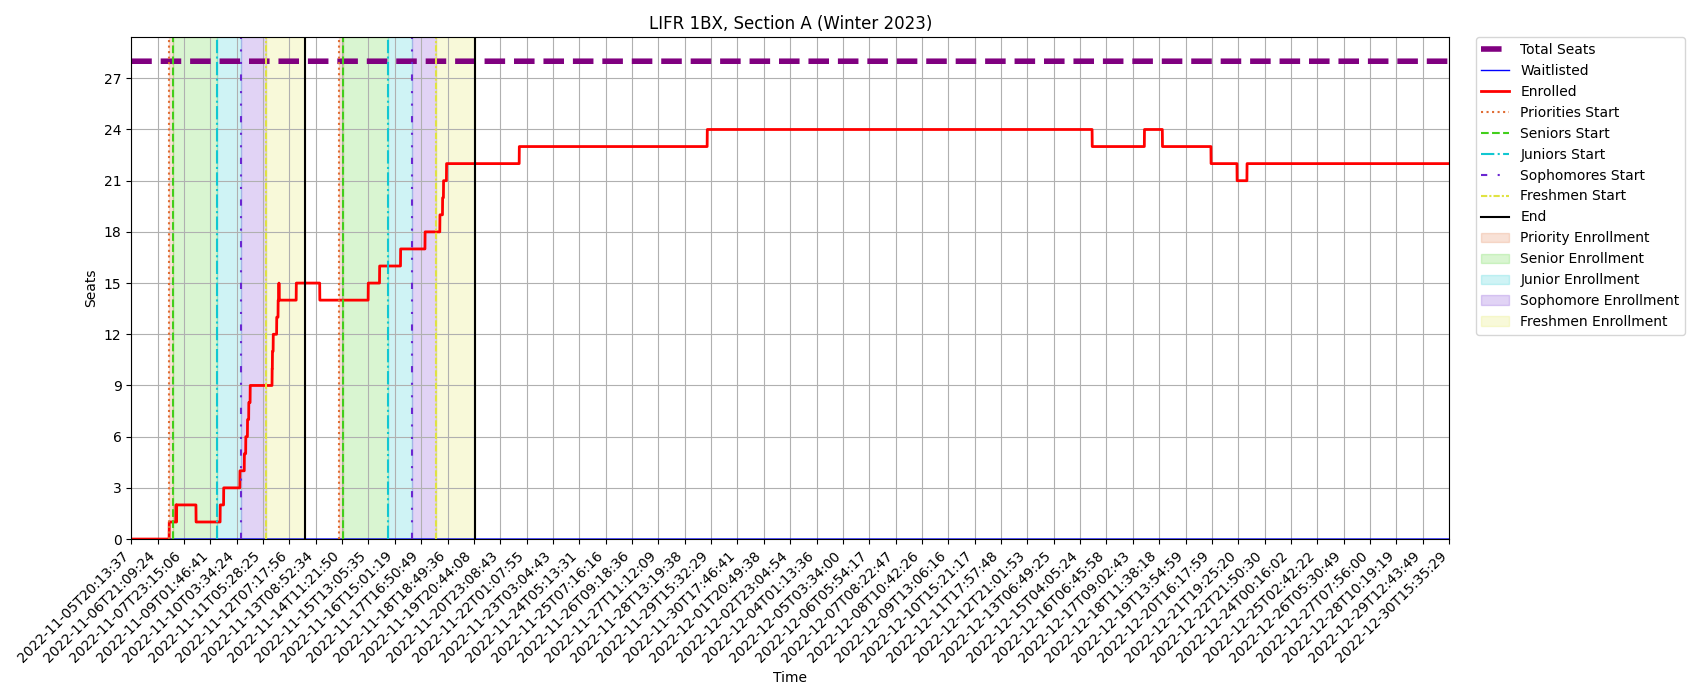 LIFR 1BX, Section A (Winter 2023)
Total Seats
Waitlisted
Enrolled
Priorities Start
Seniors Start
Juniors Start
Sophomores Start
Freshmen Start
End
Priority Enrollment
Senior Enrollment
Junior Enrollment
Sophomore Enrollment
Freshmen Enrollment
Seats
27
24
21
18
15
12
9
6
3
0
2022-11-05T20:13:37
2022-11-06T21:09:24
2022-11-07T23:15:06
2022-11-09T01:46:41
2022-11-10T03:34:24
2022-11-11T05:28:25
2022-11-12T07:17:56
2022-11-13T08:52:34
2022-11-14T11:21:50
2022-11-15T13:05:35
2022-11-16T15:01:19
2022-11-17T16:50:49
2022-11-18T18:49:36
2022-11-19T20:44:08
2022-11-20T23:08:43
2022-11-22T01:07:55
2022-11-23T03:04:43
2022-11-24T05:13:31
2022-11-25T07:16:16
2022-11-26T09:18:36
2022-11-27T11:12:09
2022-11-28T13:19:38
2022-11-29T15:32:29
2022-11-30T17:46:41
2022-12-01T20:49:38
2022-12-02T23:04:54
2022-12-04T01:13:36
2022-12-05T03:34:00
2022-12-06T05:54:17
2022-12-07T08:22:47
2022-12-08T10:42:26
2022-12-09T13:06:16
2022-12-10T15:21:17
2022-12-11T17:57:48
2022-12-12T21:01:53
2022-12-13T06:49:25
2022-12-15T04:05:24
2022-12-16T06:45:58
2022-12-17T09:02:43
2022-12-18T11:38:18
2022-12-19T13:54:59
2022-12-20T16:17:59
2022-12-21T19:25:20
2022-12-22T21:50:30
2022-12-24T00:16:02
2022-12-25T02:42:22
2022-12-26T05:30:49
2022-12-27T07:56:00
2022-12-28T10:19:19
2022-12-29T12:43:49
2022-12-30T15:35:29
Time